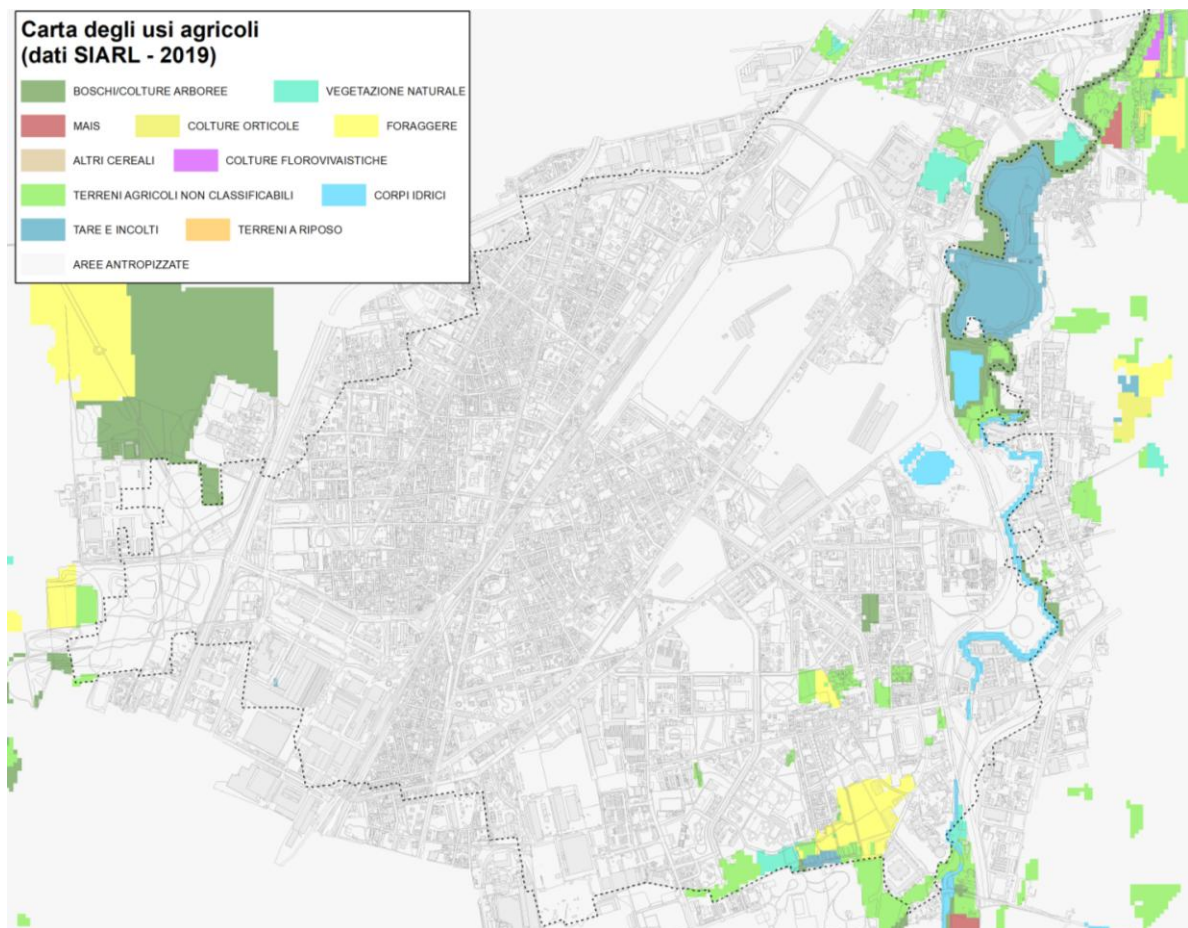 Carta degli usi agricoli
(dati SIARL - 2019)
BOSCHI/COLTURE ARBOREE VEGETAZIONE NATURALE
MAIS COLTURE ORTICOLE FORAGGERE
ALTRI CEREALI COLTURE FLOROVIVAISTICHE
TERRENI AGRICOLI NON CLASSIFICABILI CORPI IDRICI
TARE E INCOLTI TERRENI A RIPOSO
AREE ANTROPIZZATE